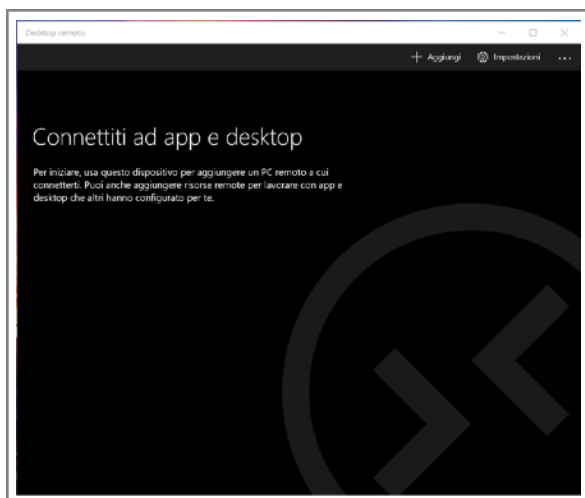 Desktop remoto
Aggiungi
Impostazioni
Connettiti ad app e desktop
Per iniziare, usa questo dispositivo per aggiungere un PC remoto a cui
connetterti. Puoi anche aggiungere risorse remote per lavorare con app e
desktop che altri hanno configurato per te.